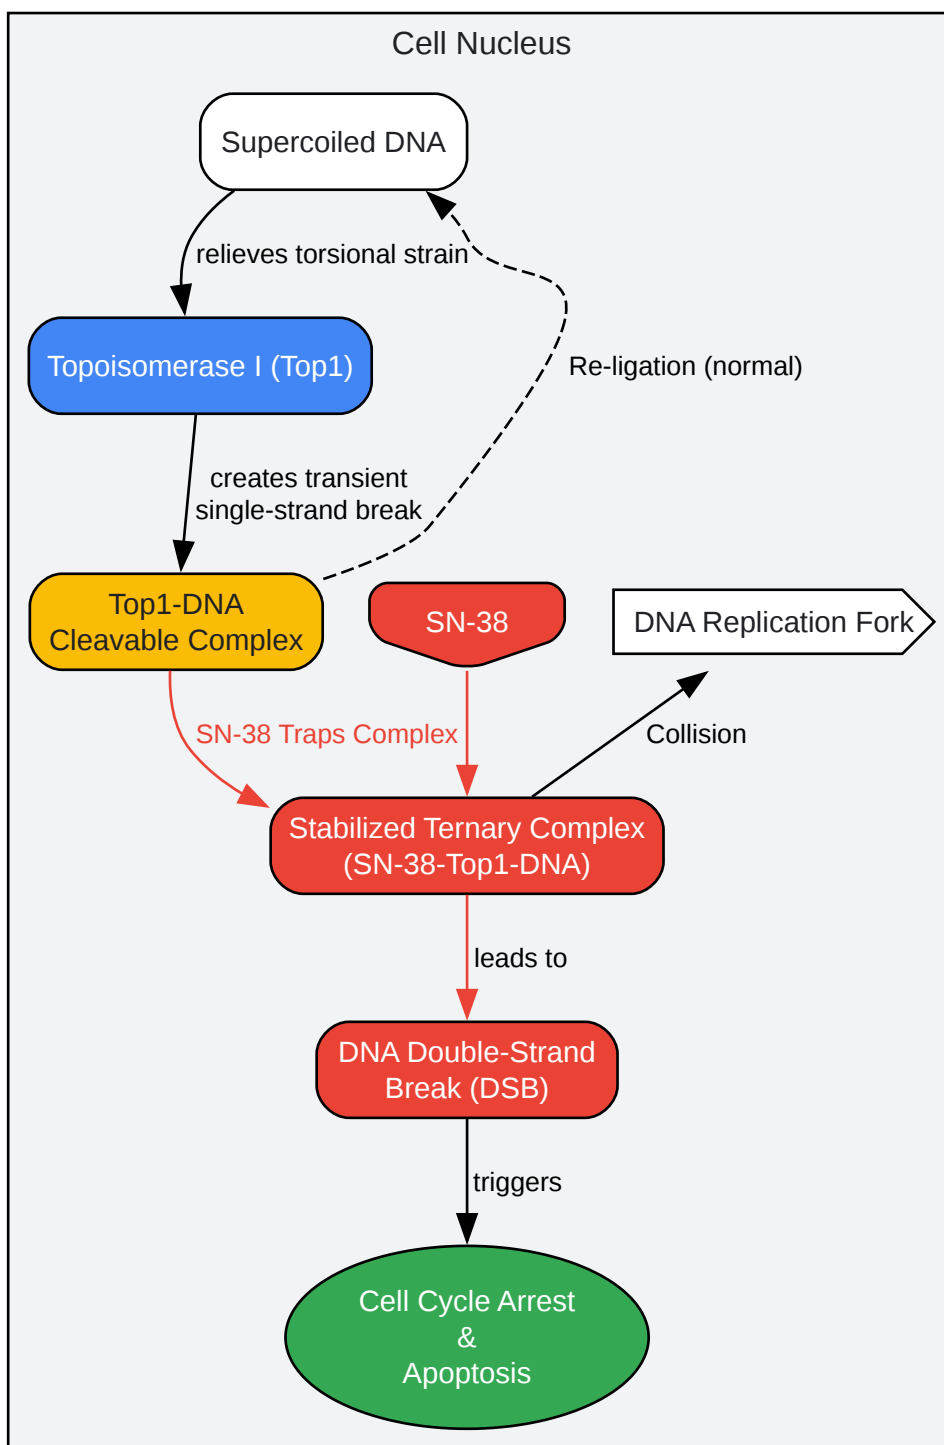 Cell Nucleus
Supercoiled DNA
relieves torsional strain
Topoisomerase I (Top1)
Re-ligation (normal)
creates transient
single-strand break
Top1-DNA
Cleavable Complex
SN-38
DNA Replication Fork
SN-38 Traps Complex
Collision
Stabilized Ternary Complex
(SN-38-Top1-DNA)
leads to
DNA Double-Strand
Break (DSB)
triggers
Cell Cycle Arrest
&
Apoptosis